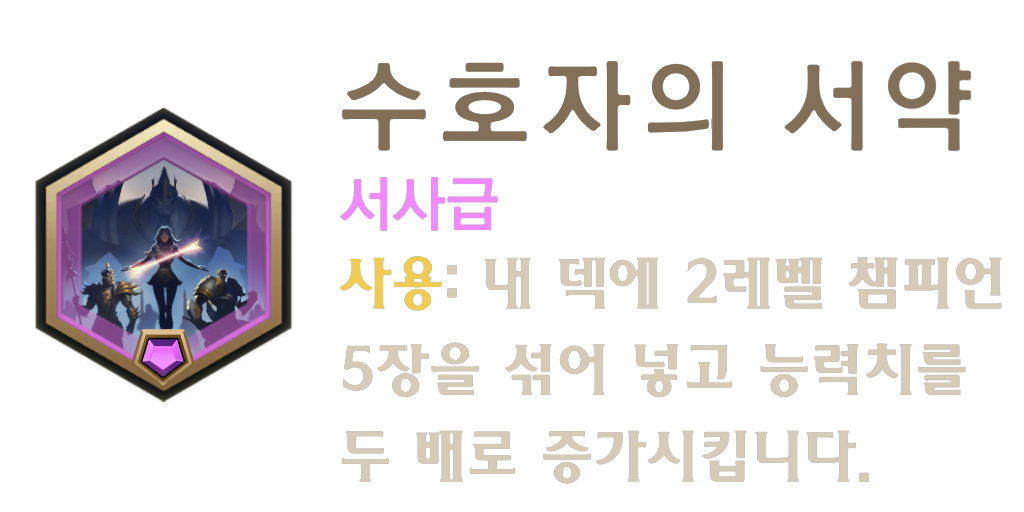 수호자의 서약
서사급
사용: 내 덱에 2레벨 챔피언
5장을 섞어 넣고 능력치를
두 배로 증가시킵니다.